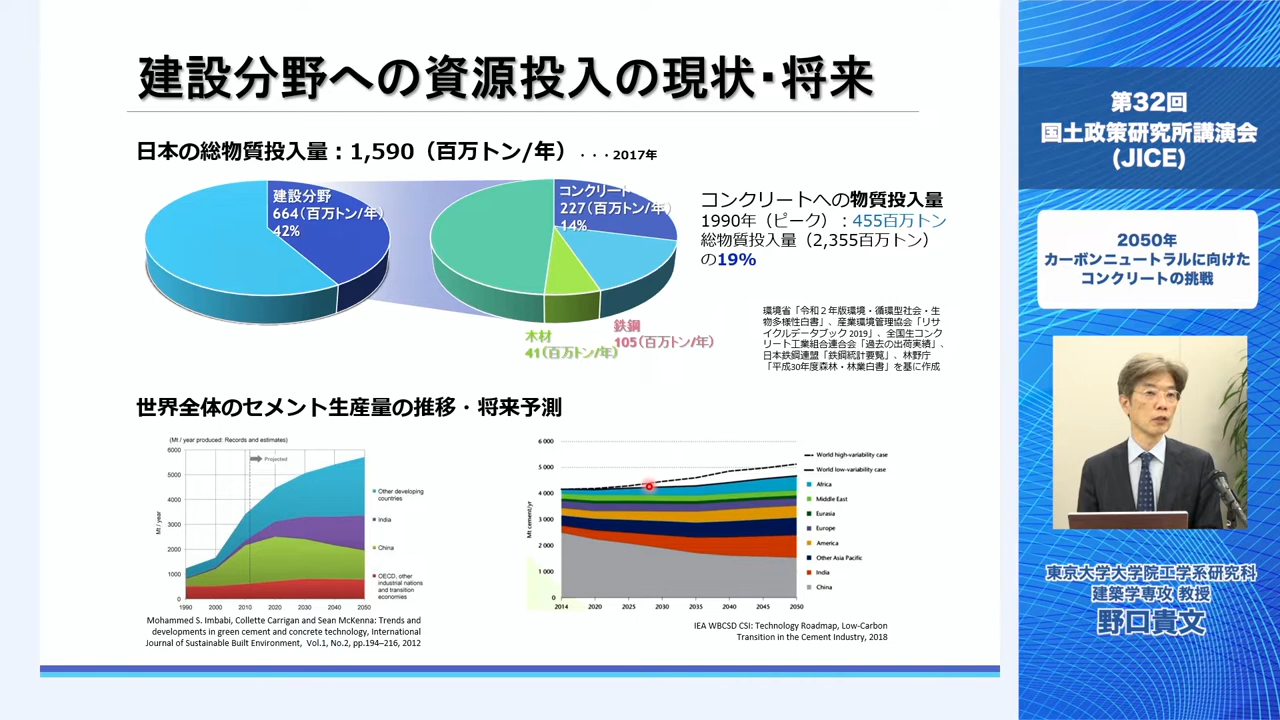 建設分野への資源投入の現状・将来
日本の総物質投入量：1,590（百万トン/年）・・・2017年
建設分野
664（百万トン/年）
42%
コンクリート
227（百万トン/年）
14%
木材
41（百万トン/年）
鉄鋼
105（百万トン/年）
コンクリートへの物質投入量
1990年（ピーク）：455百万トン
総物質投入量（2,355百万トン）
の19%
環境省「令和２年版環境・循環型社会・生
物多様性白書」、産業環境管理協会「リサ
イクルデータブック2019」、全国生コンク
リート工業組合連合会「過去の出荷実績」、
日本鉄鋼連盟「鉄鋼統計要覧」、林野庁
「平成30年度森林・林業白書」を基に作成
世界全体のセメント生産量の推移・将来予測
(Mt / year produced: Records and estimates)
6000
5000
4000
3000
2000
1000
0
Mt / year
Projected
1990
2000
2010
2020
2030
2040
2050
Other developing
countries
India
China
OECD, other
industrial nations
and transition
economies
Mohammed S. Imbabi, Collette Carrigan and Sean McKenna: Trends and
developments in green cement and concrete technology, International
Journal of Sustainable Built Environment, Vol.1, No.2, pp.194–216, 2012
6 000
5 000
4 000
3 000
2 000
1 000
0
Mt cement/yr
2014
2020
2025
2030
2035
2040
2045
2050
World high-variability case
World low-variability case
Africa
Middle East
Eurasia
Europe
America
Other Asia Pacific
India
China
IEA WBCSD CSI: Technology Roadmap, Low-Carbon
Transition in the Cement Industry, 2018
第32回
国土政策研究所講演会
(JICE)
2050年
カーボンニュートラルに向けた
コンクリートの挑戦
東京大学大学院工学系研究科
建築学専攻 教授
野口貴文